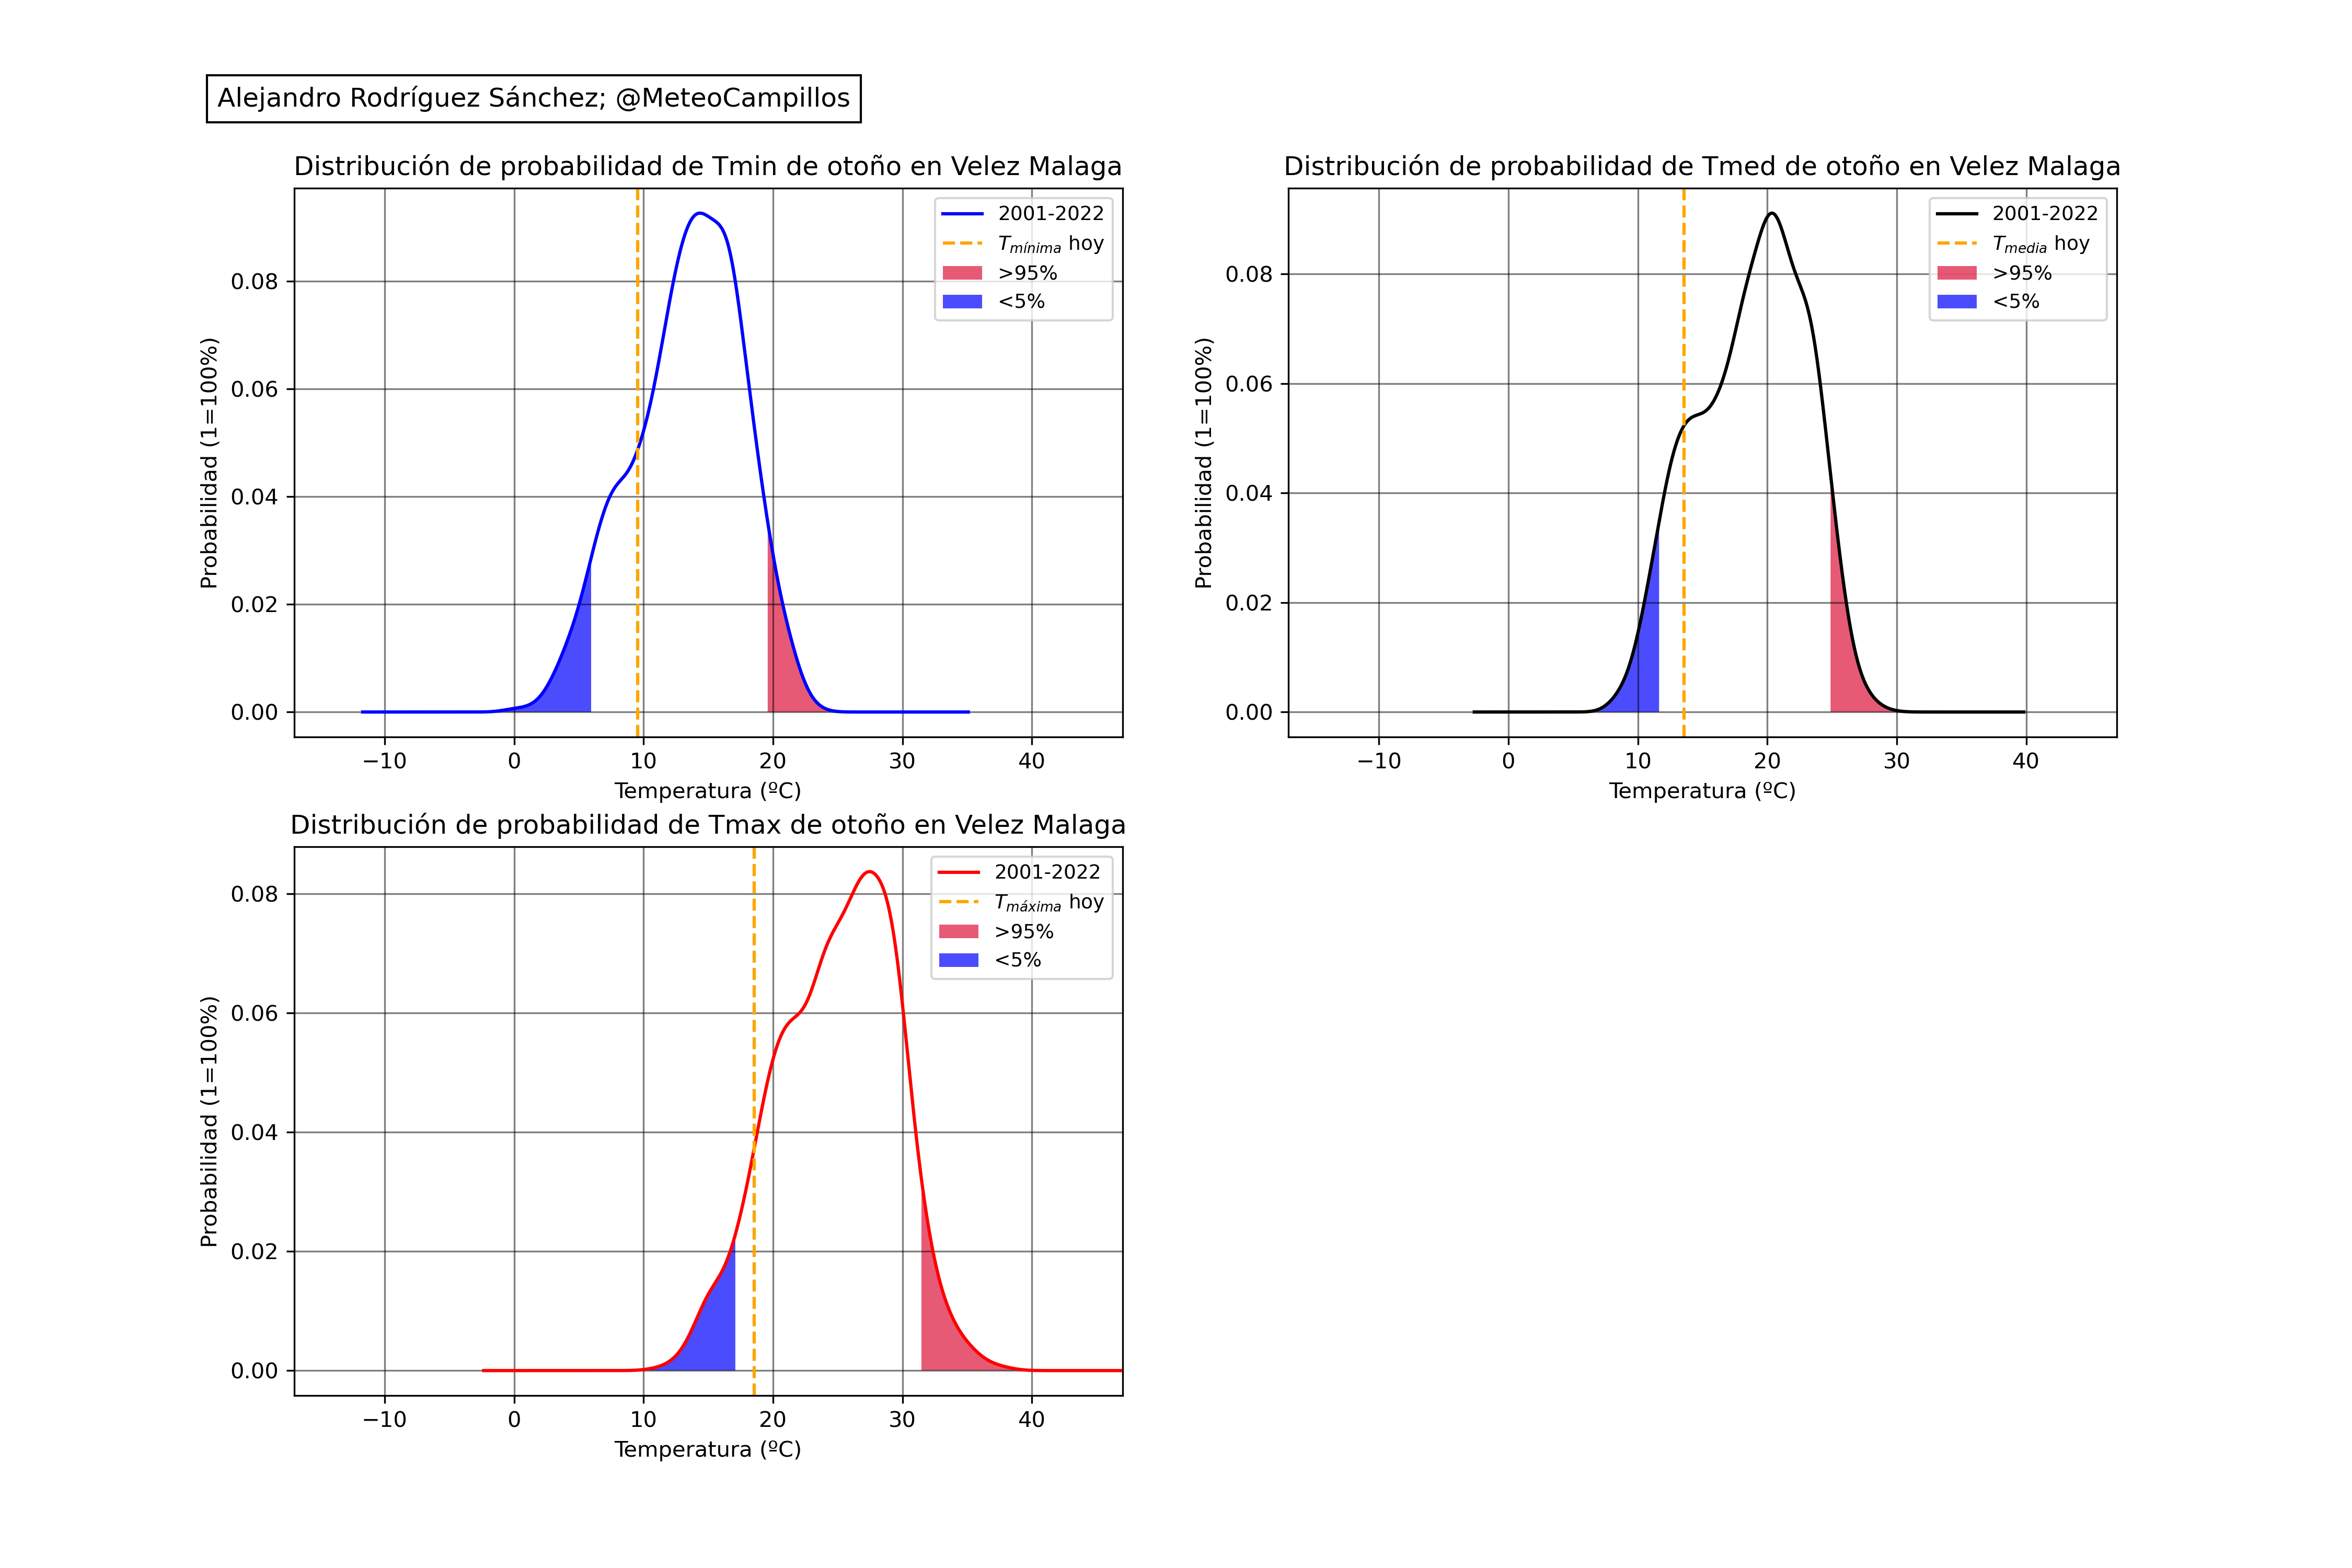 Alejandro Rodríguez Sánchez; @MeteoCampillos
Distribución de probabilidad de Tmin de otoño en Velez Malaga
Probabilidad (1=100%)
0.08
0.06
0.04
0.02
0.00
2001-2022
Tmínima hoy
>95%
<5%
−10 0 10 20 30 40
Temperatura (ºC)
Distribución de probabilidad de Tmed de otoño en Velez Malaga
Probabilidad (1=100%)
0.08
0.06
0.04
0.02
0.00
2001-2022
Tmedia hoy
>95%
<5%
−10 0 10 20 30 40
Temperatura (ºC)
Distribución de probabilidad de Tmax de otoño en Velez Malaga
Probabilidad (1=100%)
0.08
0.06
0.04
0.02
0.00
2001-2022
Tmáxima hoy
>95%
<5%
−10 0 10 20 30 40
Temperatura (ºC)